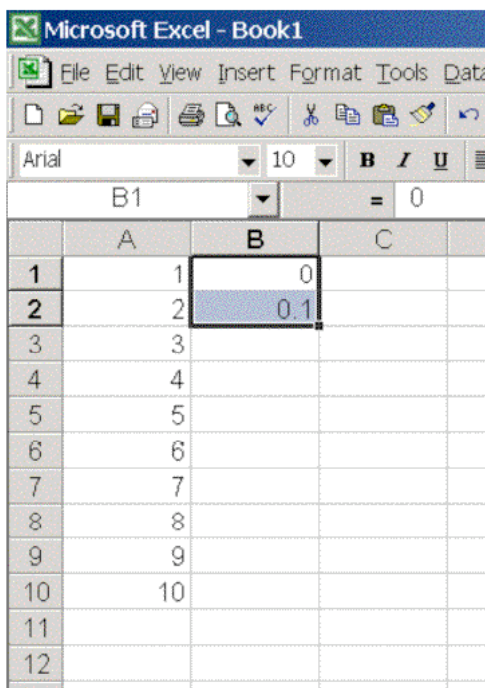 Microsoft Excel - Book1
File Edit View Insert Format Tools Data
ABC
Arial 10 B I U
B1 = 0
A B C
1 1 0
2 2 0.1
3 3
4 4
5 5
6 6
7 7
8 8
9 9
10 10
11
12